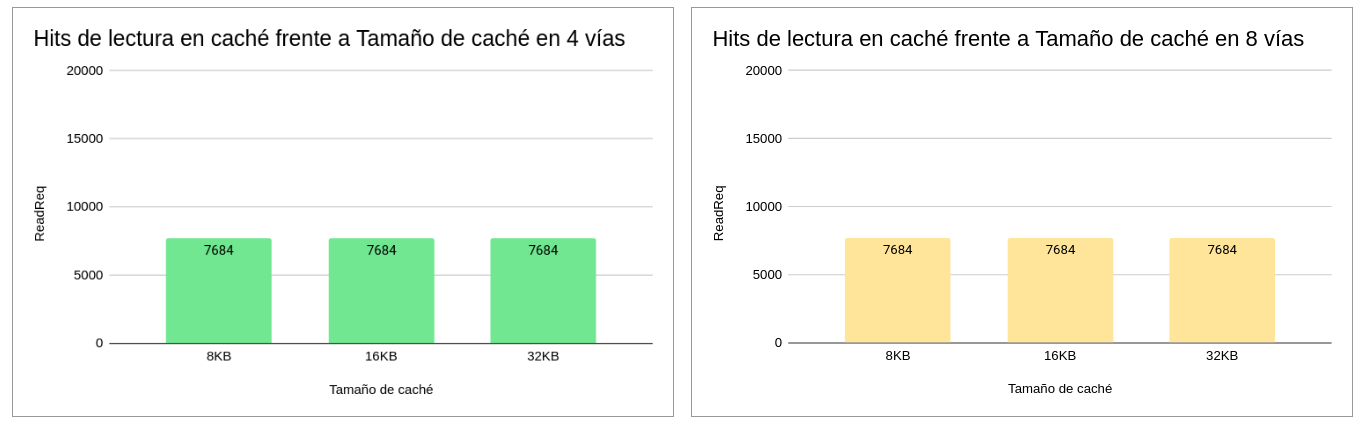 Hits de lectura en caché frente a Tamaño de caché en 4 vías
20000
15000
10000
5000
0
ReadReq
7684 7684 7684
8KB 16KB 32KB
Tamaño de caché
Hits de lectura en caché frente a Tamaño de caché en 8 vías
20000
15000
10000
5000
0
ReadReq
7684 7684 7684
8KB 16KB 32KB
Tamaño de caché